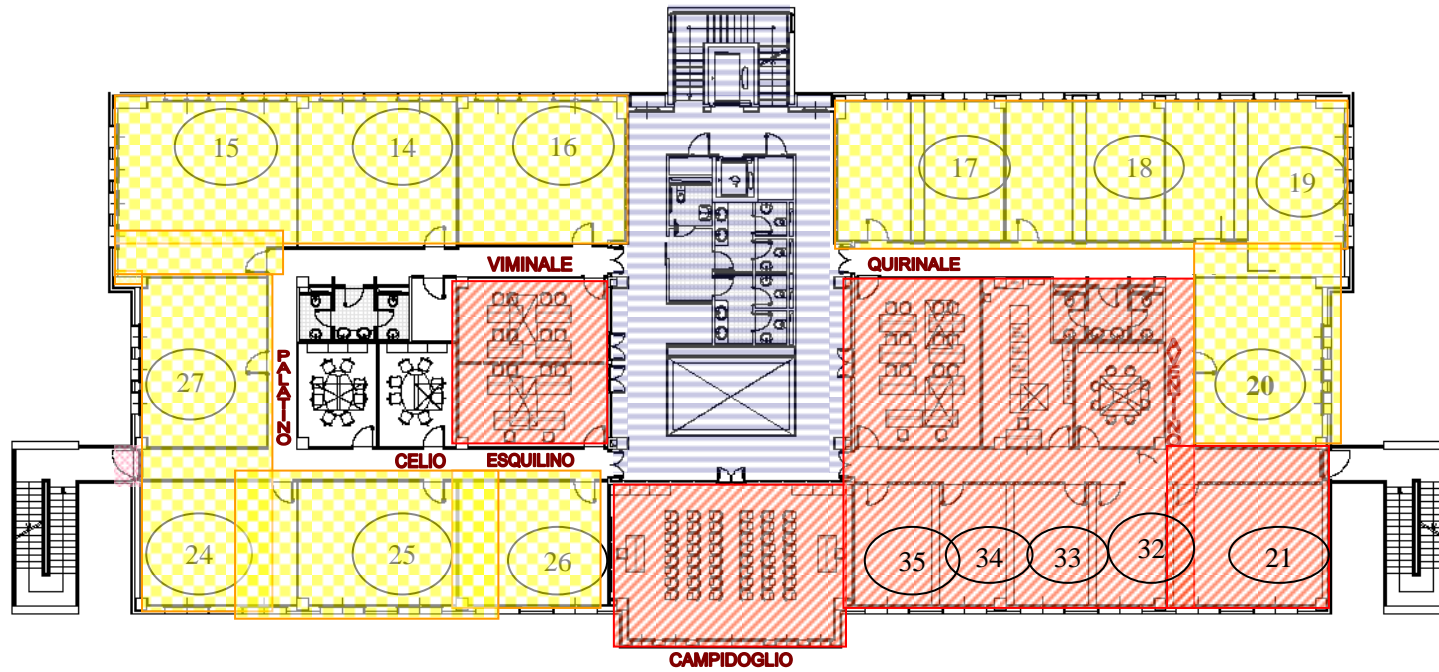 15
14
16
17
18
19
VIMINALE
QUIRINALE
27
PALATINO
AVENTINO
20
CELIO
ESQUILINO
24
25
26
35
34
33
32
21
CAMPIDOGLIO